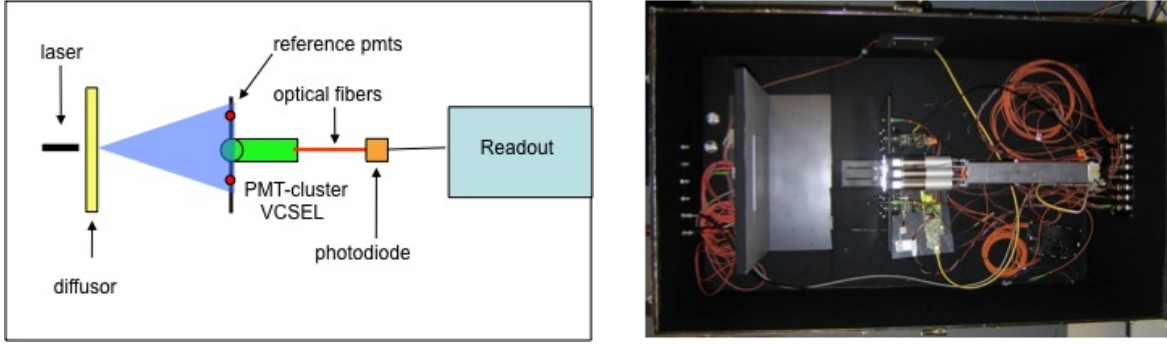 laser
reference pmts
optical fibers
Readout
PMT-cluster
VCSEL
photodiode
diffusor